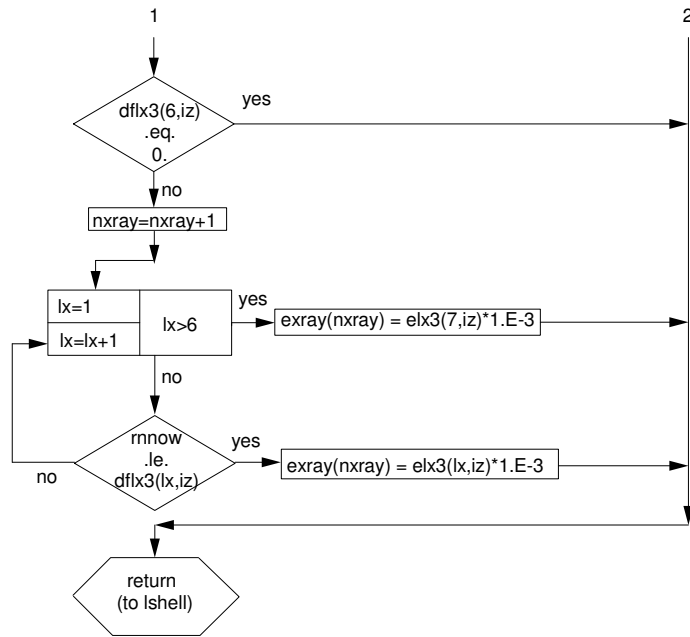 1
2
dflx3(6,iz)
.eq.
0.
yes
no
nxray=nxray+1
lx=1
lx=lx+1
lx>6
yes
exray(nxray) = elx3(7,iz)*1.E-3
no
rnnow
.le.
dflx3(lx,iz)
yes
exray(nxray) = elx3(lx,iz)*1.E-3
no
return
(to lshell)